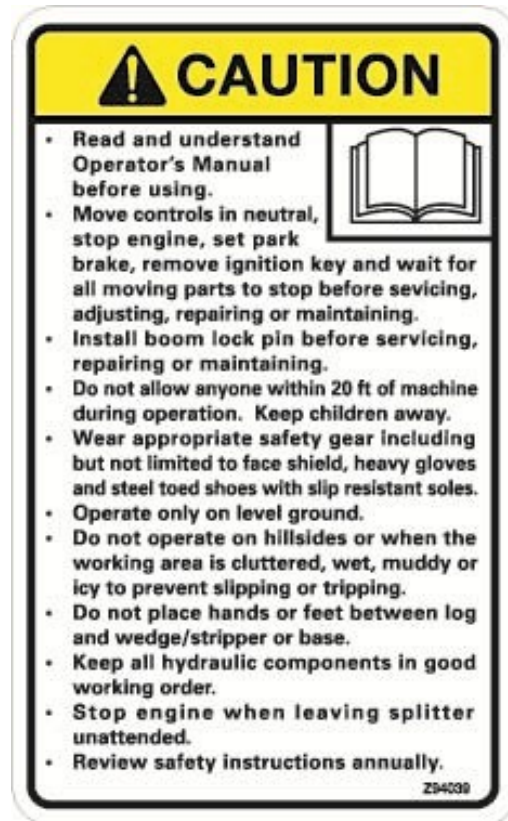 CAUTION
• Read and understand
Operator's Manual
before using.
• Move controls in neutral,
stop engine, set park
brake, remove ignition key and wait for
all moving parts to stop before sevicing,
adjusting, repairing or maintaining.
• Install boom lock pin before servicing,
repairing or maintaining.
• Do not allow anyone within 20 ft of machine
during operation. Keep children away.
• Wear appropriate safety gear including
but not limited to face shield, heavy gloves
and steel toed shoes with slip resistant soles.
• Operate only on level ground.
• Do not operate on hillsides or when the
working area is cluttered, wet, muddy or
icy to prevent slipping or tripping.
• Do not place hands or feet between log
and wedge/stripper or base.
• Keep all hydraulic components in good
working order.
• Stop engine when leaving splitter
unattended.
• Review safety instructions annually.
Z94039